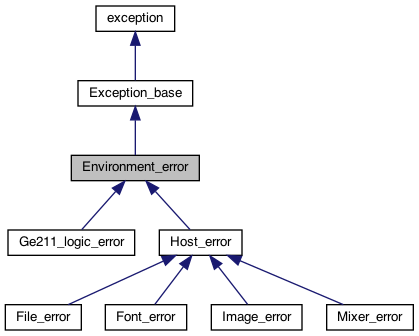 exception
Exception_base
Environment_error
Ge211_logic_error
Host_error
File_error
Font_error
Image_error
Mixer_error